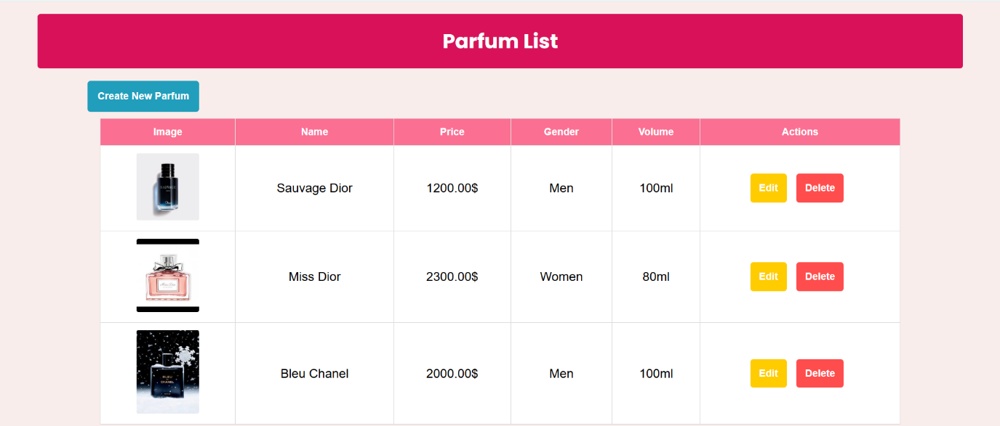 Parfum List
Create New Parfum
Image Name Price Gender Volume Actions
SAUVAGE
Dior
Sauvage Dior 1200.00$ Men 100ml Edit Delete
Miss Dior
Miss Dior 2300.00$ Women 80ml Edit Delete
BLEU
CHANEL
Bleu Chanel 2000.00$ Men 100ml Edit Delete